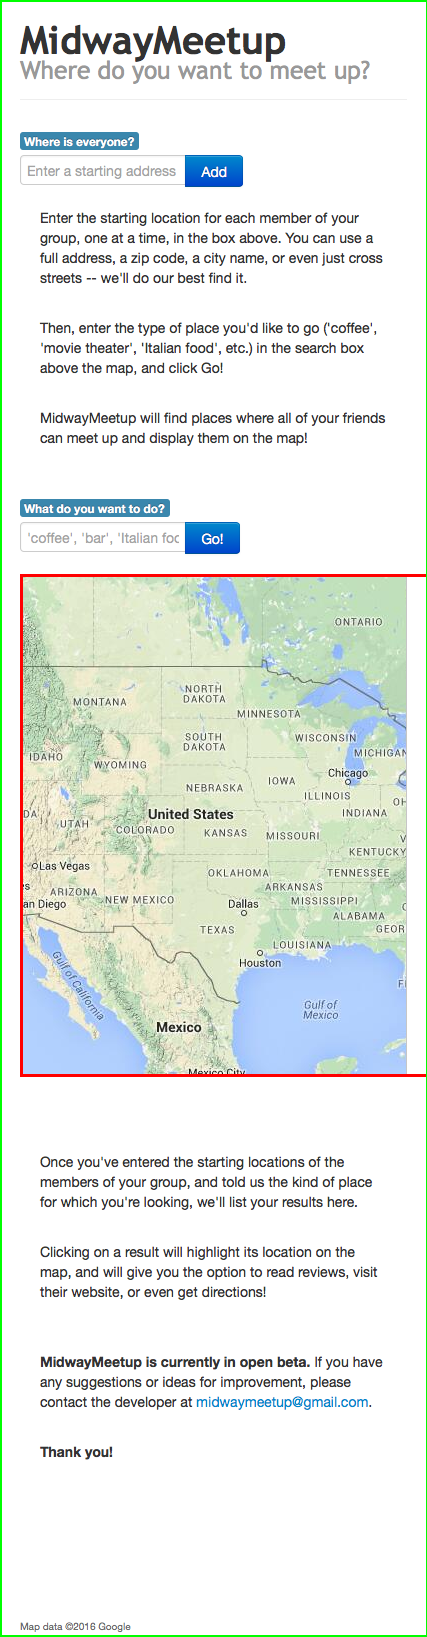 MidwayMeetup
Where do you want to meet up?
Where is everyone?
Enter a starting address
Add
Enter the starting location for each member of your
group, one at a time, in the box above. You can use a
full address, a zip code, a city name, or even just cross
streets -- we'll do our best find it.
Then, enter the type of place you'd like to go ('coffee',
'movie theater', 'Italian food', etc.) in the search box
above the map, and click Go!
MidwayMeetup will find places where all of your friends
can meet up and display them on the map!
What do you want to do?
'coffee', 'bar', 'Italian foo
Go!
ONTARIO
MONTANA
NORTH
DAKOTA
MINNESOTA
SOUTH
DAKOTA
WISCONSIN
MICHIGAN
IDAHO
WYOMING
Chicago
IOWA
NEBRASKA
ILLINOIS
OH
United States
INDIANA
DA
UTAH
COLORADO
KANSAS
MISSOURI
V
KENTUCKY
Las Vegas
OKLAHOMA
TENNESSEE
es
ARIZONA
ARKANSAS
an Diego
NEW MEXICO
Dallas
MISSISSIPPI
ALABAMA
TEXAS
GEOR
LOUISIANA
Houston
Gulf of
California
F
Gulf of
Mexico
Mexico
Mexico City
Once you've entered the starting locations of the
members of your group, and told us the kind of place
for which you're looking, we'll list your results here.
Clicking on a result will highlight its location on the
map, and will give you the option to read reviews, visit
their website, or even get directions!
MidwayMeetup is currently in open beta. If you have
any suggestions or ideas for improvement, please
contact the developer at midwaymeetup@gmail.com.
Thank you!
Map data ©2016 Google